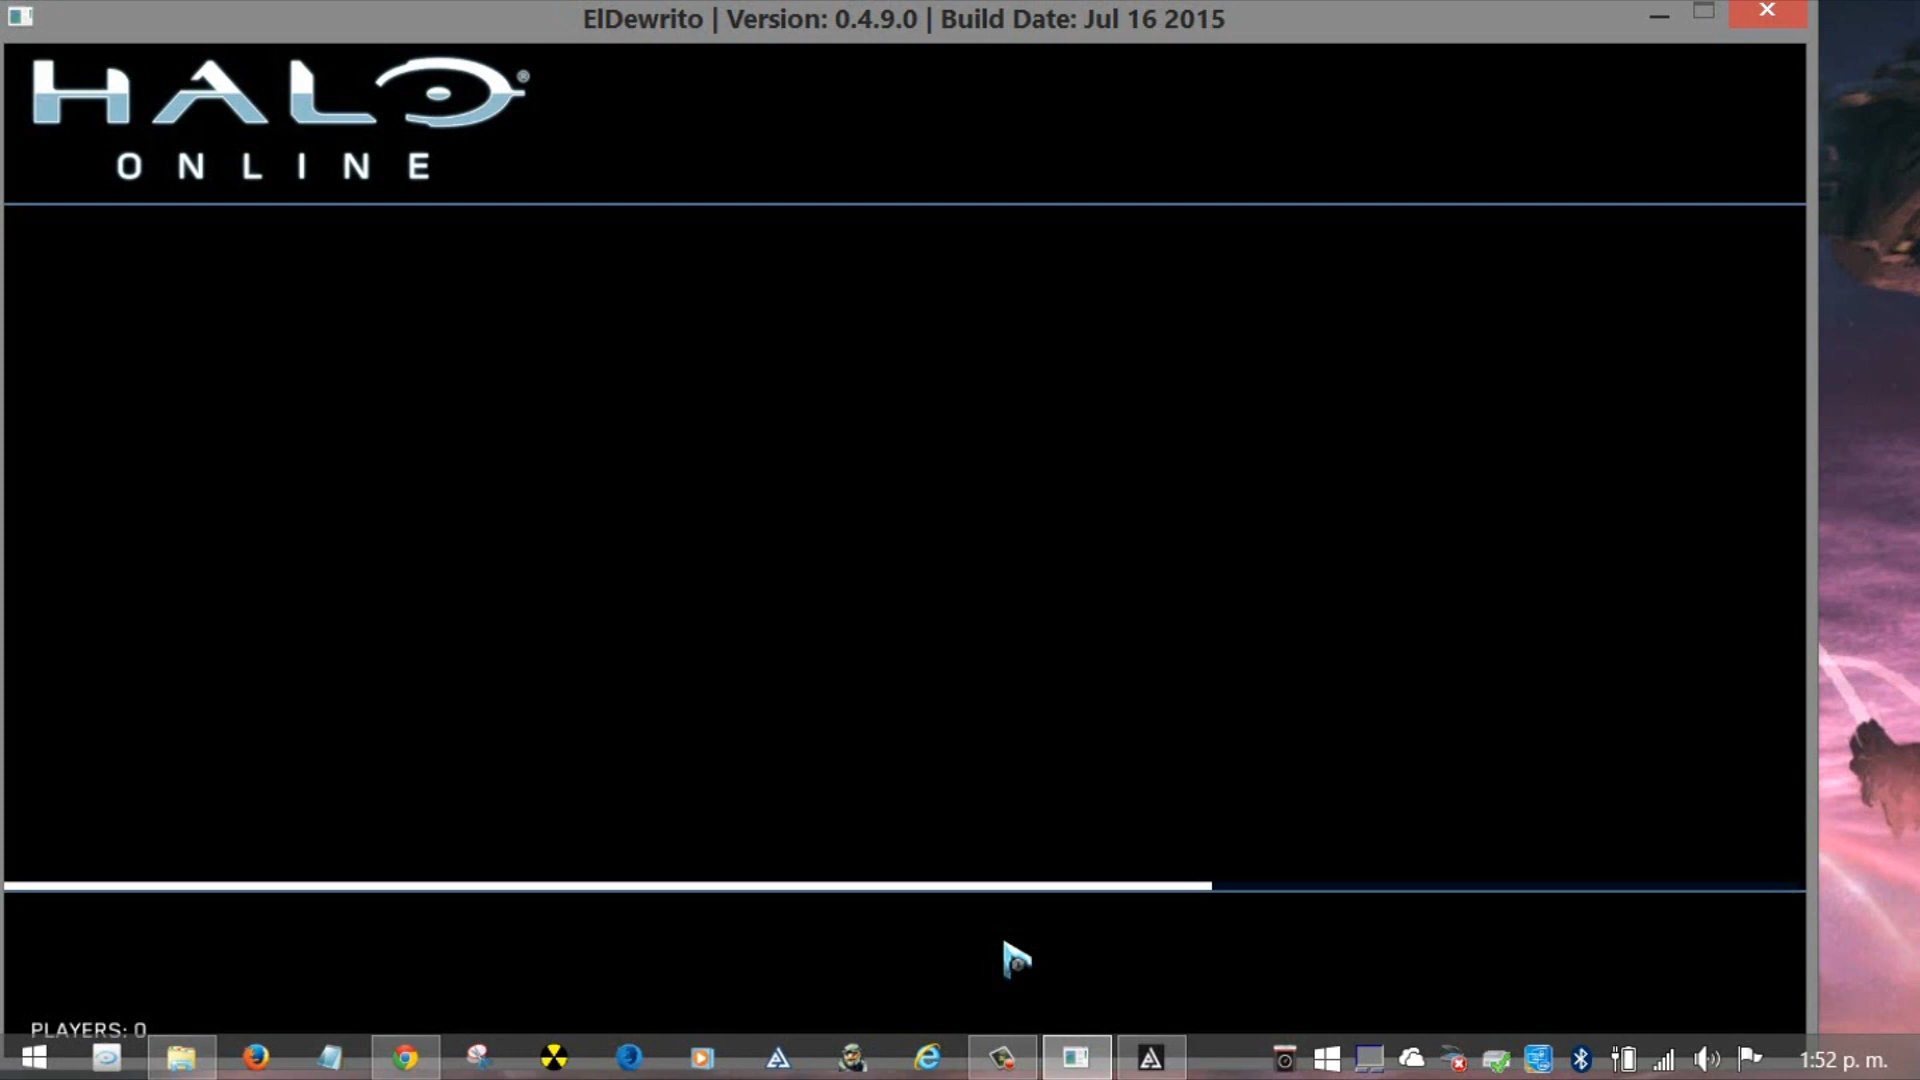 ElDewrito | Version: 0.4.9.0 | Build Date: Jul 16 2015
HALO®
ONLINE
PLAYERS: 0
1:52 p. m.